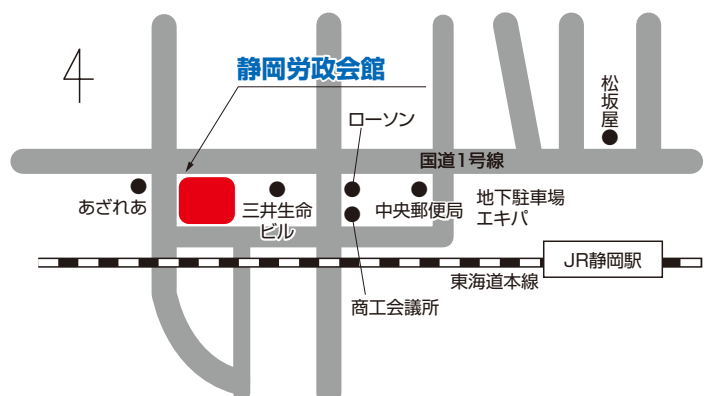 静岡労政会館
松坂屋
ローソン
国道1号線
あざれあ
三井生命
ビル
中央郵便局
地下駐車場
エキパ
JR静岡駅
東海道本線
商工会議所